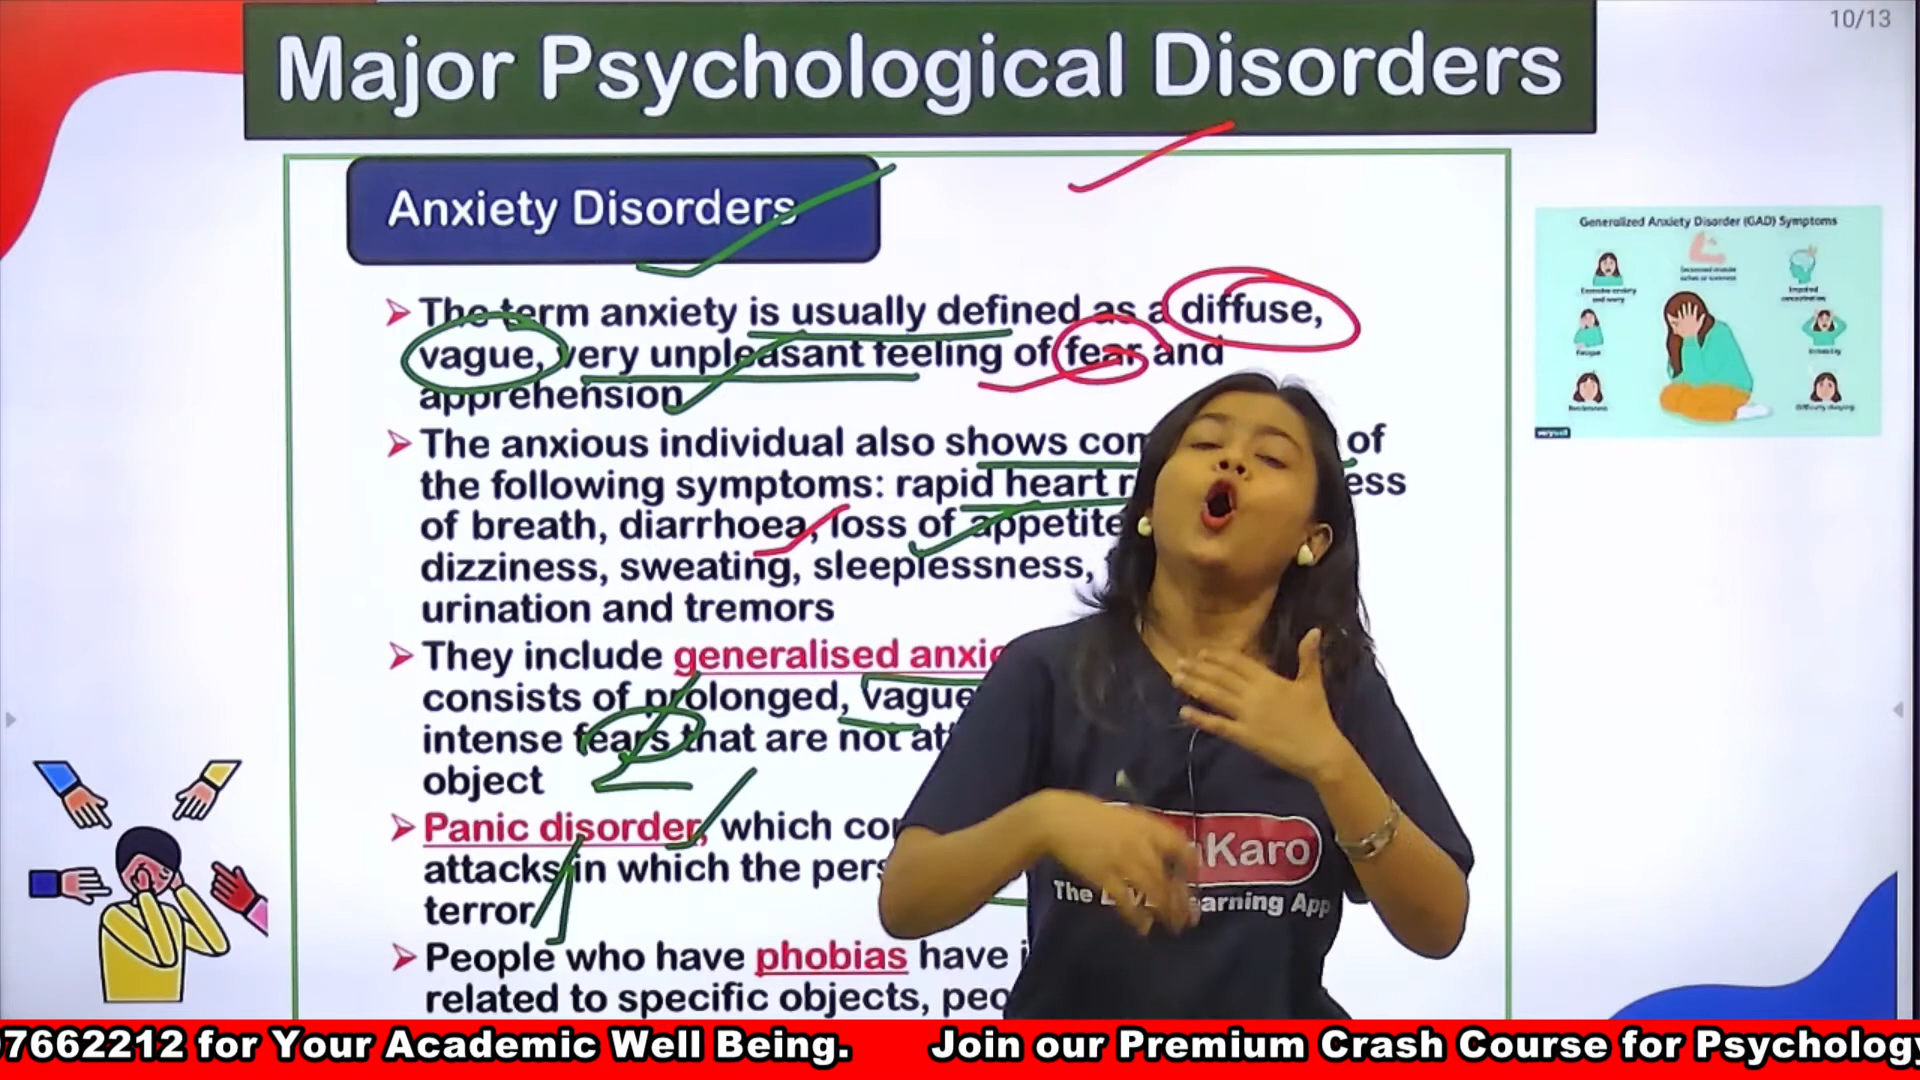 10/13
Major Psychological Disorders
Anxiety Disorders
Generalized Anxiety Disorder (GAD) Symptoms
➤ The term anxiety is usually defined as a diffuse,
vague, very unpleasant feeling of fear and
apprehension
➤ The anxious individual also shows com of
the following symptoms: rapid heart r ess
of breath, diarrhoea, loss of appetite
dizziness, sweating, sleeplessness,
urination and tremors
➤ They include generalised anxie
consists of prolonged, vague
intense fears that are not at
object
➤ Panic disorder, which con
attacks in which the pers
terror
➤ People who have phobias have i
related to specific objects, peo
Karo
The L earning App
97662212 for Your Academic Well Being. Join our Premium Crash Course for Psychology